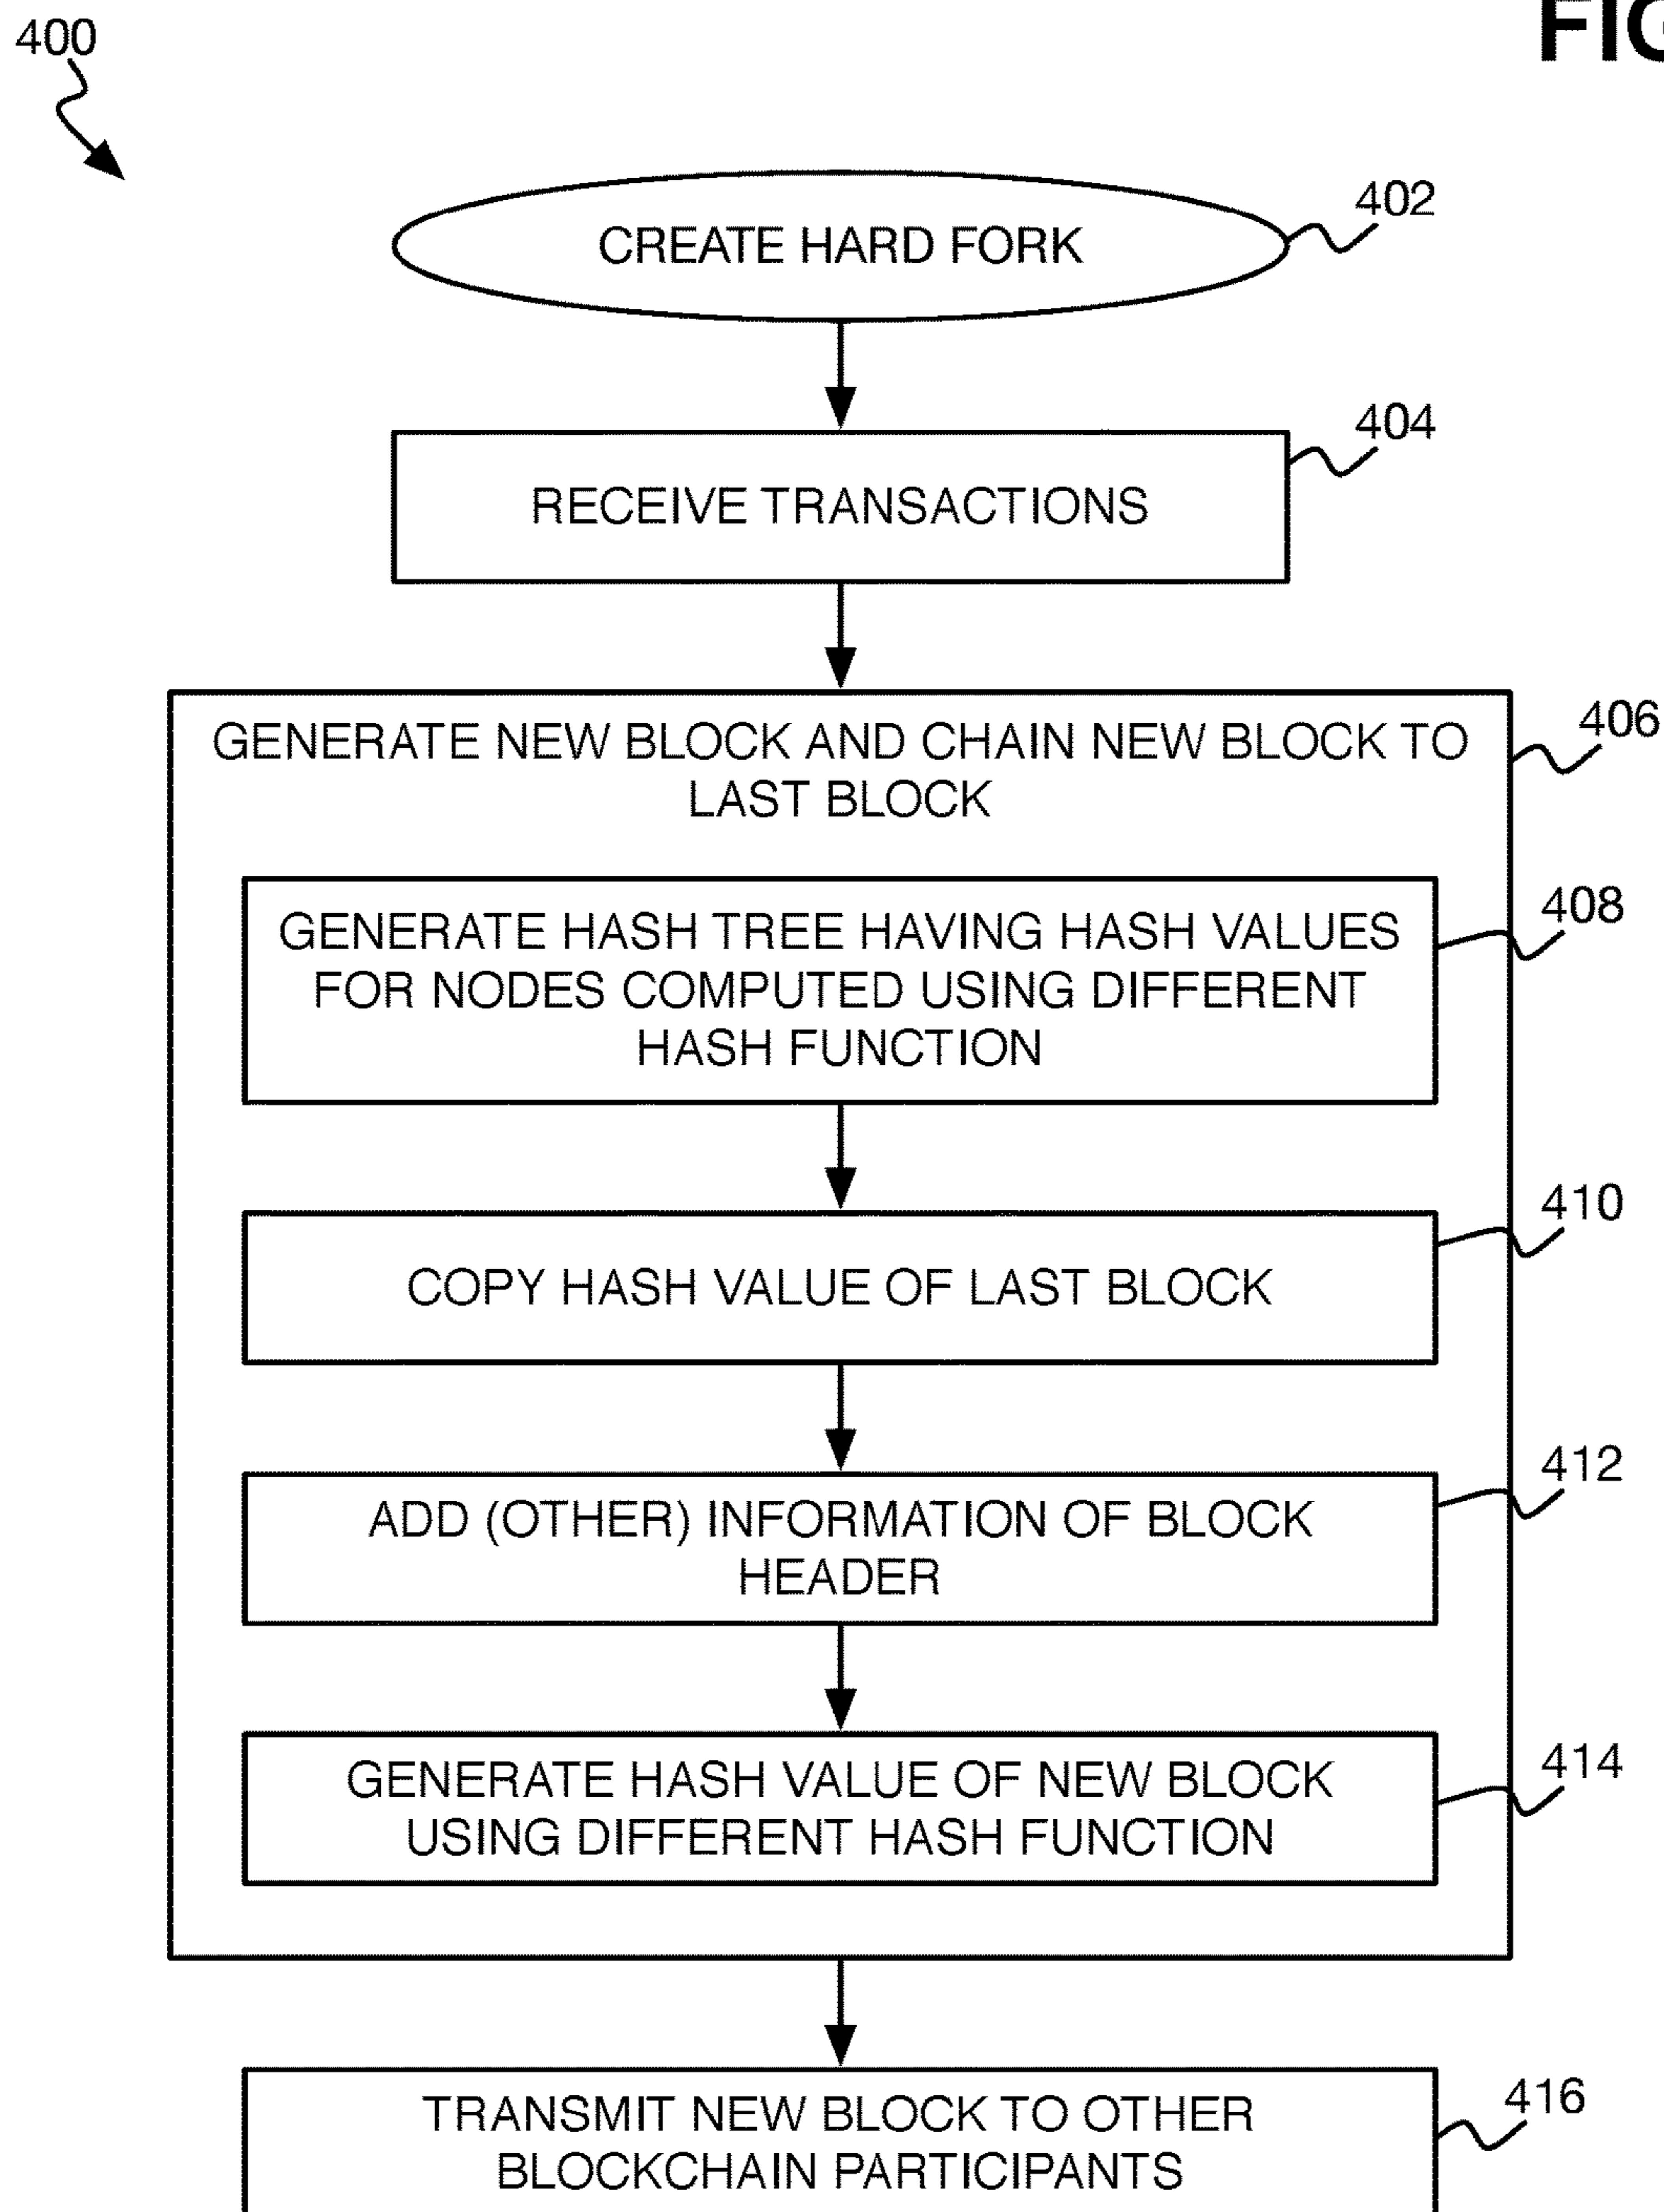 400
FIG
CREATE HARD FORK
402
RECEIVE TRANSACTIONS
404
GENERATE NEW BLOCK AND CHAIN NEW BLOCK TO
LAST BLOCK
406
GENERATE HASH TREE HAVING HASH VALUES
FOR NODES COMPUTED USING DIFFERENT
HASH FUNCTION
408
COPY HASH VALUE OF LAST BLOCK
410
ADD (OTHER) INFORMATION OF BLOCK
HEADER
412
GENERATE HASH VALUE OF NEW BLOCK
USING DIFFERENT HASH FUNCTION
414
TRANSMIT NEW BLOCK TO OTHER
BLOCKCHAIN PARTICIPANTS
416